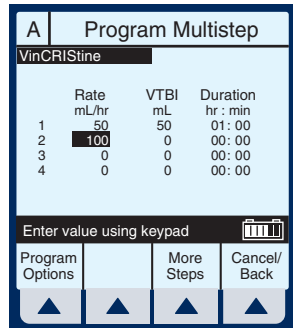 A Program Multistep
VinCRIStine
Rate VTBI Duration
mL/hr mL hr : min
1 50 50 01: 00
2 100 0 00: 00
3 0 0 00: 00
4 0 0 00: 00
Enter value using keypad
Program More Cancel/
Options Steps Back